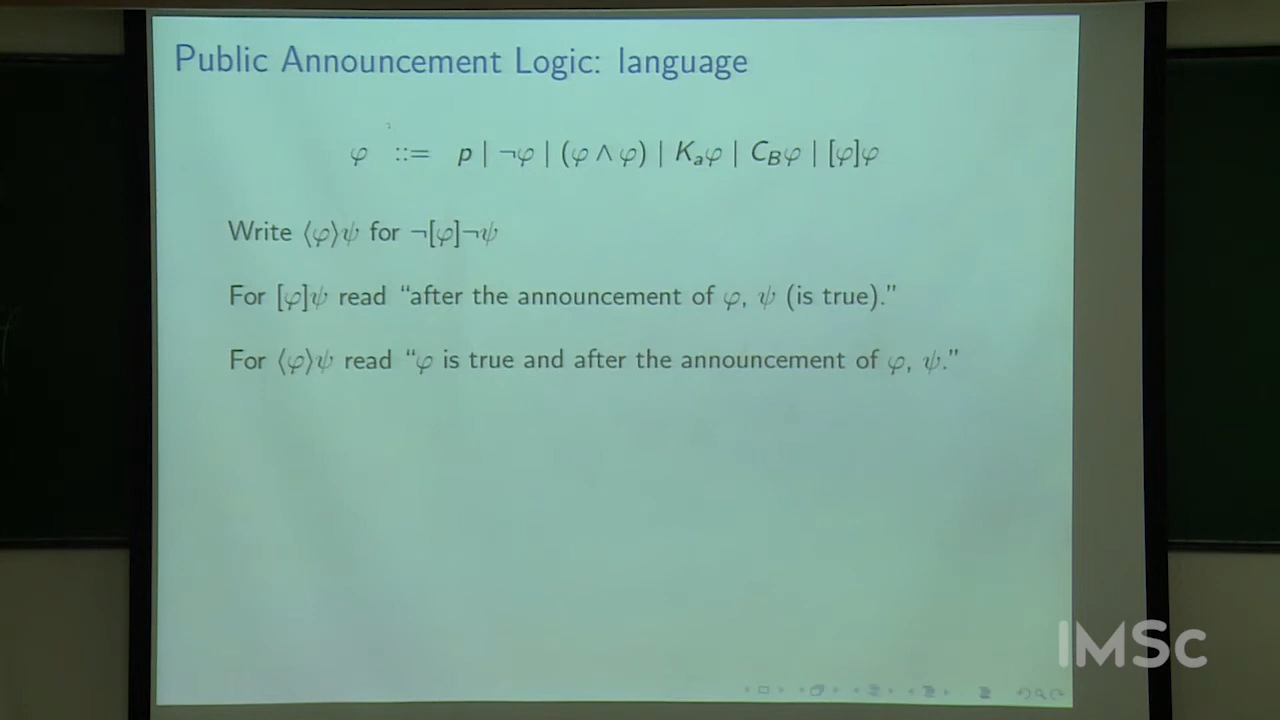 Public Announcement Logic: language
φ ::= p | ¬φ | (φ ∧ φ) | Kₐφ | C_Bφ | [φ]φ
Write ⟨φ⟩ψ for ¬[φ]¬ψ
For [φ]ψ read “after the announcement of φ, ψ (is true).”
For ⟨φ⟩ψ read “φ is true and after the announcement of φ, ψ.”
IMSc